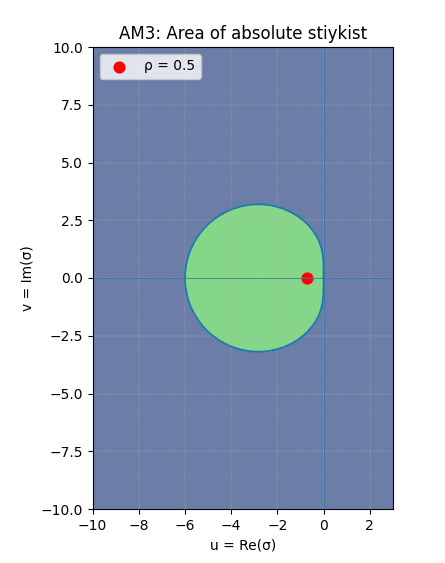 AM3: Area of absolute stiykist
ρ = 0.5
10.0
7.5
5.0
2.5
0.0
−2.5
−5.0
−7.5
−10.0
v = Im(σ)
−10 −8 −6 −4 −2 0 2
u = Re(σ)